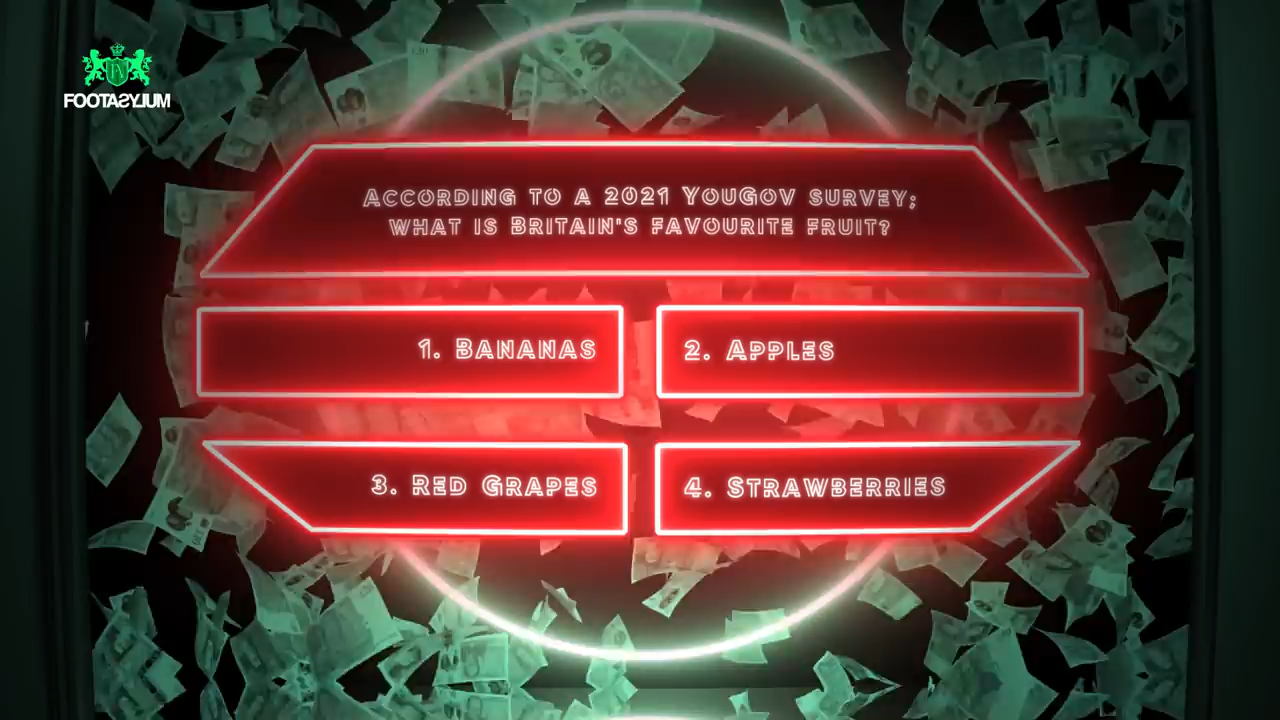 FOOTASYLUM
According to a 2021 YouGov survey;
what is Britain's favourite fruit?
1. Bananas
2. Apples
3. Red Grapes
4. Strawberries